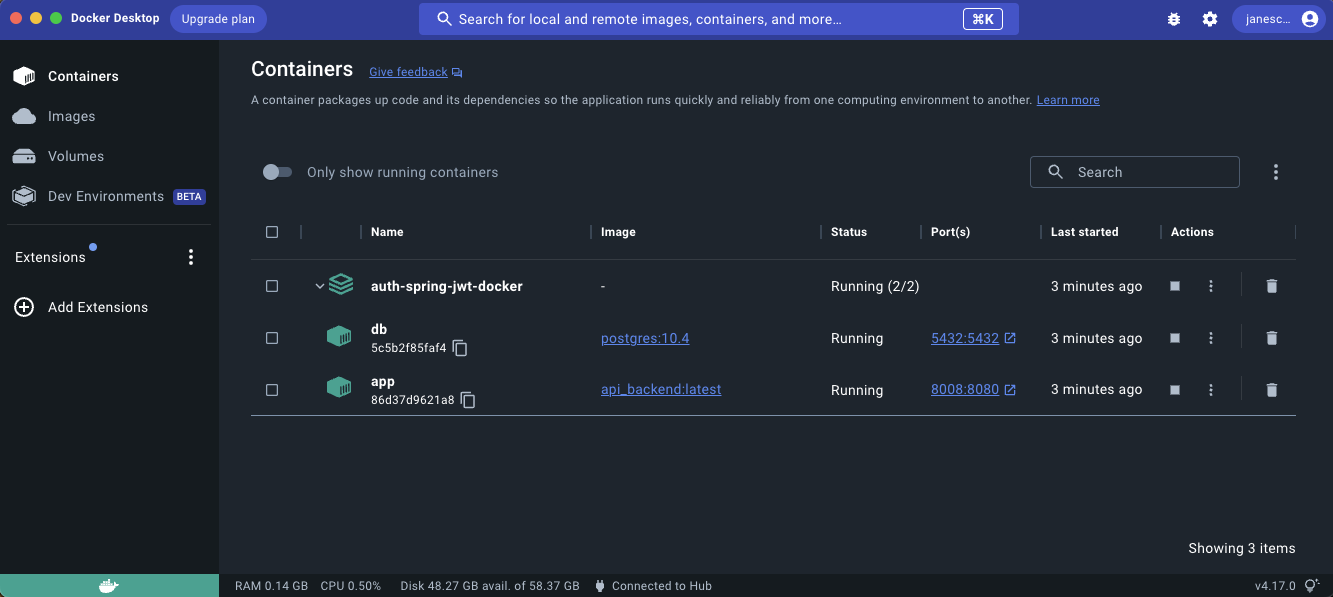 Docker Desktop Upgrade plan Search for local and remote images, containers, and more... ⌘K janesc...
Containers
Images
Volumes
Dev Environments BETA
Extensions
Add Extensions
Containers Give feedback
A container packages up code and its dependencies so the application runs quickly and reliably from one computing environment to another. Learn more
Only show running containers Search
Name Image Status Port(s) Last started Actions
auth-spring-jwt-docker - Running (2/2) 3 minutes ago
db
5c5b2f85faf4 postgres:10.4 Running 5432:5432 3 minutes ago
app
86d37d9621a8 api_backend:latest Running 8008:8080 3 minutes ago
Showing 3 items
RAM 0.14 GB CPU 0.50% Disk 48.27 GB avail. of 58.37 GB Connected to Hub v4.17.0